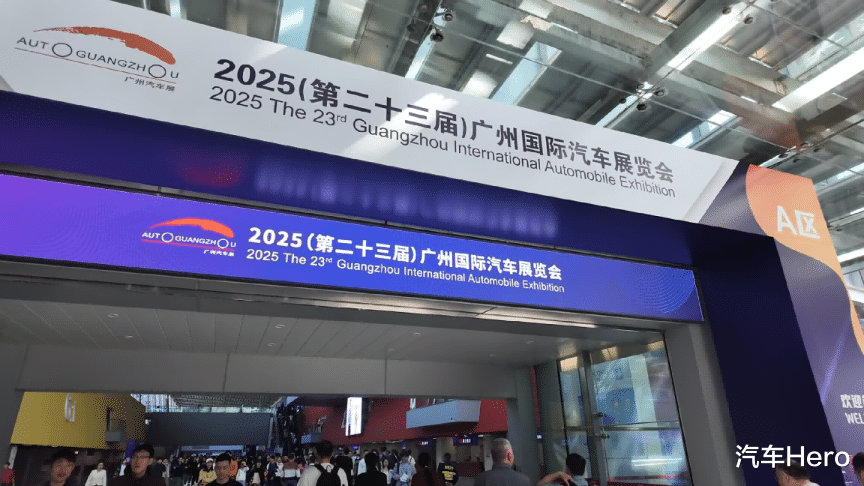 AUTO GUANGZHOU
广州汽车展
2025(第二十三届)广州国际汽车展览会
2025 The 23rd Guangzhou International Automobile Exhibition
A区
AUTO GUANGZHOU
广州汽车展
2025(第二十三届)广州国际汽车展览会
2025 The 23rd Guangzhou International Automobile Exhibition
欢迎
WEL
汽车Hero